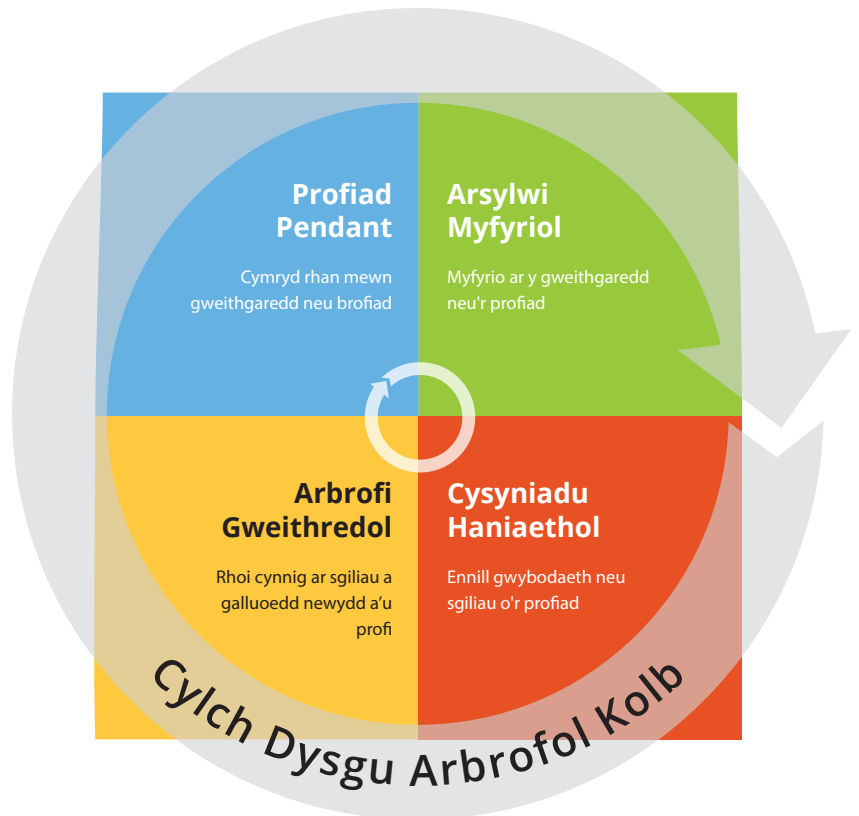 Profiad
Pendant
Cymryd rhan mewn
gweithgaredd neu brofiad
Arsylwi
Myfyriol
Myfyrio ar y gweithgaredd
neu'r profiad
Arbrofi
Gweithredol
Rhoi cynnig ar sgiliau a
galluoedd newydd a'u
profi
Cysyniadu
Haniaethol
Ennill gwybodaeth neu
sgiliau o'r profiad
Cylch Dysgu Arbrofol Kolb